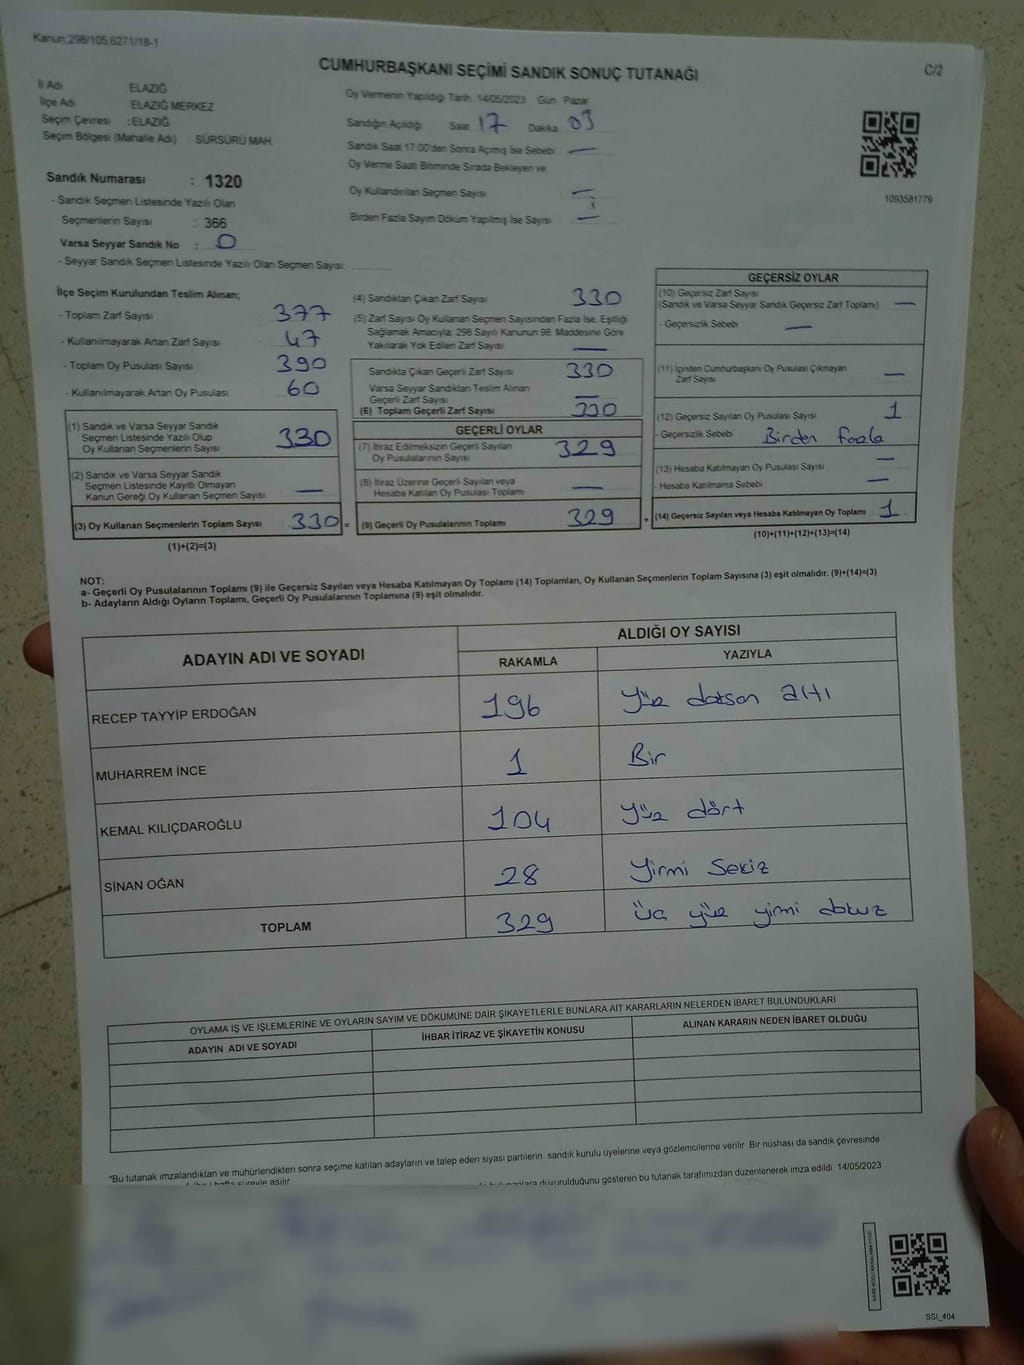 Kanun,298/105,6271/18-1
C/2
CUMHURBAŞKANI SEÇİMİ SANDIK SONUÇ TUTANAĞI
İl Adı ELAZIĞ
İlçe Adı ELAZIĞ MERKEZ
Seçim Çevresi : ELAZIĞ
Seçim Bölgesi (Mahalle Adı) SÜRSÜRÜ MAH.
Sandık Numarası : 1320
- Sandık Seçmen Listesinde Yazılı Olan
Seçmenlerin Sayısı : 366
Varsa Seyyar Sandık No : 0
- Seyyar Sandık Seçmen Listesinde Yazılı Olan Seçmen Sayısı:
Oy Vermenin Yapıldığı Tarih: 14/05/2023 Gün: Pazar
Sandığın Açıldığı Saat 17 Dakika 03
Sandık Saat 17:00'den Sonra Açılmış İse Sebebi —
Oy Verme Saati Bitiminde Sırada Bekleyen ve
Oy Kullandırılan Seçmen Sayısı —
Birden Fazla Sayım Döküm Yapılmış İse Sayısı —
1093581779
İlçe Seçim Kurulundan Teslim Alınan;
- Toplam Zarf Sayısı 377
- Kullanılmayarak Artan Zarf Sayısı 47
- Toplam Oy Pusulası Sayısı 390
- Kullanılmayarak Artan Oy Pusulası 60
(1) Sandık ve Varsa Seyyar Sandık
Seçmen Listesinde Yazılı Olup
Oy Kullanan Seçmenlerin Sayısı 330
(2) Sandık ve Varsa Seyyar Sandık
Seçmen Listesinde Kayıtlı Olmayan
Kanun Gereği Oy Kullanan Seçmen Sayısı —
(3) Oy Kullanan Seçmenlerin Toplam Sayısı 330 =
(1)+(2)=(3)
(4) Sandıktan Çıkan Zarf Sayısı 330
(5) Zarf Sayısı Oy Kullanan Seçmen Sayısından Fazla İse, Eşitliği
Sağlamak Amacıyla, 298 Sayılı Kanunun 98. Maddesine Göre
Yakılarak Yok Edilen Zarf Sayısı —
Sandıkta Çıkan Geçerli Zarf Sayısı 330
Varsa Seyyar Sandıktan Teslim Alınan
Geçerli Zarf Sayısı —
(6) Toplam Geçerli Zarf Sayısı 330
GEÇERLİ OYLAR
(7) İtiraz Edilmeksizin Geçerli Sayılan
Oy Pusulalarının Sayısı 329
(8) İtiraz Üzerine Geçerli Sayılan veya
Hesaba Katılan Oy Pusulası Toplamı —
(9) Geçerli Oy Pusulalarının Toplamı 329 +
GEÇERSİZ OYLAR
(10) Geçersiz Zarf Sayısı
(Sandık ve Varsa Seyyar Sandık Geçersiz Zarf Toplamı) —
- Geçersizlik Sebebi —
(11) İçinden Cumhurbaşkanı Oy Pusulası Çıkmayan
Zarf Sayısı —
(12) Geçersiz Sayılan Oy Pusulası Sayısı 1
- Geçersizlik Sebebi Birden fazla
(13) Hesaba Katılmayan Oy Pusulası Sayısı —
- Hesaba Katılmama Sebebi —
(14) Geçersiz Sayılan veya Hesaba Katılmayan Oy Toplamı 1
(10)+(11)+(12)+(13)=(14)
NOT:
a- Geçerli Oy Pusulalarının Toplamı (9) ile Geçersiz Sayılan veya Hesaba Katılmayan Oy Toplamı (14) Toplamları, Oy Kullanan Seçmenlerin Toplam Sayısına (3) eşit olmalıdır. (9)+(14)=(3)
b- Adayların Aldığı Oyların Toplamı, Geçerli Oy Pusulalarının Toplamına (9) eşit olmalıdır.
ADAYIN ADI VE SOYADI
ALDIĞI OY SAYISI
RAKAMLA YAZIYLA
RECEP TAYYİP ERDOĞAN 196 Yüz doksan altı
MUHARREM İNCE 1 Bir
KEMAL KILIÇDAROĞLU 104 Yüz dört
SİNAN OĞAN 28 Yirmi Sekiz
TOPLAM 329 üç yüz yirmi dokuz
OYLAMA İŞ VE İŞLEMLERİNE VE OYLARIN SAYIM VE DÖKÜMÜNE DAİR ŞİKAYETLERLE BUNLARA AİT KARARLARIN NELERDEN İBARET BULUNDUKLARI
ADAYIN ADI VE SOYADI İHBAR İTİRAZ VE ŞİKAYETİN KONUSU ALINAN KARARIN NEDEN İBARET OLDUĞU
*Bu tutanak imzalandıktan ve mühürlendikten sonra seçime katılan adayların ve talep eden siyasi partilerin sandık kurulu üyelerine veya gözlemcilerine verilir. Bir nüshası da sandık çevresinde
hafta süreyle asılır.
duyurulduğunu gösteren bu tutanak tarafımızdan düzenlenerek imza edildi. 14/05/2023
SSI_404